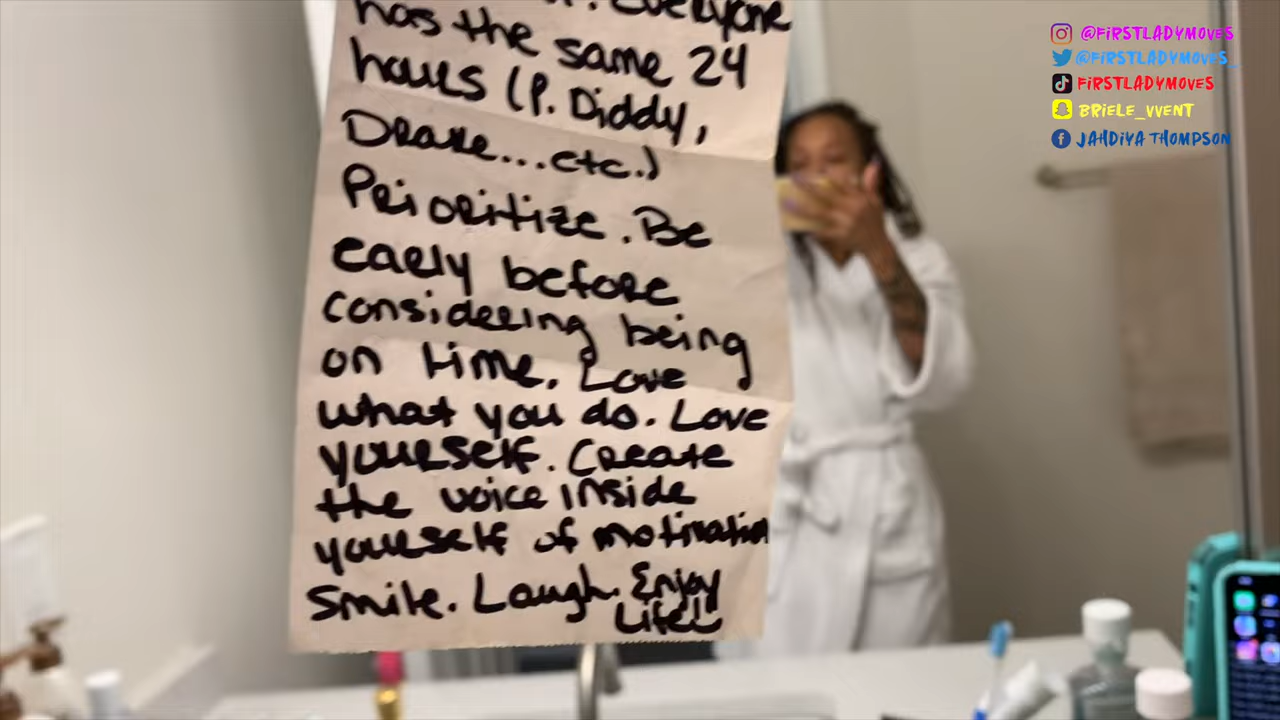 Everyone
has the same 24
hours (P. Diddy,
Drake...etc.)
Prioritize. Be
early before
considering being
on time. Love
what you do. Love
yourself. Create
the voice inside
yourself of motivation
Smile. Laugh. Enjoy
Life!!
@FIRSTLADYMOVES
@FIRSTLADYMOVES_
FIRSTLADYMOVES
BRIELE_VVENT
JAHDIYA THOMPSON